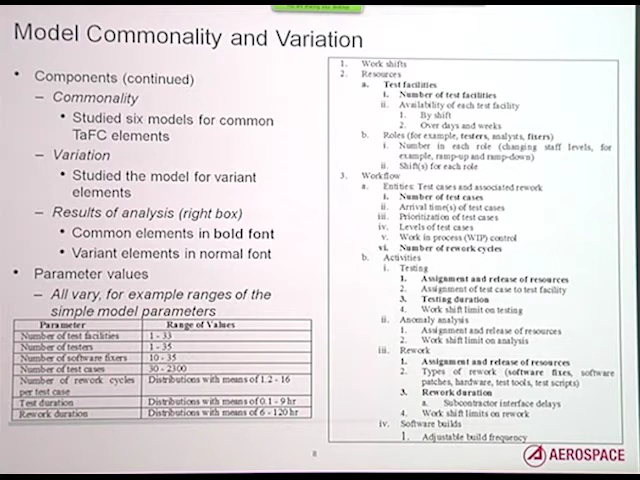 Model Commonality and Variation
• Components (continued)
– Commonality
• Studied six models for common
TaFC elements
– Variation
• Studied the model for variant
elements
– Results of analysis (right box)
• Common elements in bold font
• Variant elements in normal font
• Parameter values
– All vary, for example ranges of the
simple model parameters
Parameter Range of Values
Number of test facilities 1 - 33
Number of testers 1 - 35
Number of software fixers 10 - 35
Number of test cases 30 - 2300
Number of rework cycles
per test case Distributions with means of 1.2 - 16
Test duration Distributions with means of 0.1 - 9 hr
Rework duration Distributions with means of 6 - 120 hr
1. Work shifts
2. Resources
a. Test facilities
i. Number of test facilities
ii. Availability of each test facility
1. By shift
2. Over days and weeks
b. Roles (for example, testers, analysts, fixers)
i. Number in each role (changing staff levels, for
example, ramp-up and ramp-down)
ii. Shift(s) for each role
3. Workflow
a. Entities: Test cases and associated rework
i. Number of test cases
ii. Arrival time(s) of test cases
iii. Prioritization of test cases
iv. Levels of test cases
v. Work in process (WIP) control
vi. Number of rework cycles
b. Activities
i. Testing
1. Assignment and release of resources
2. Assignment of test case to test facility
3. Testing duration
4. Work shift limit on testing
ii. Anomaly analysis
1. Assignment and release of resources
2. Work shift limit on analysis
iii. Rework
1. Assignment and release of resources
2. Types of rework (software fixes, software
patches, hardware, test tools, test scripts)
3. Rework duration
a. Subcontractor interface delays
4. Work shift limits on rework
iv. Software builds
1. Adjustable build frequency
8
AEROSPACE